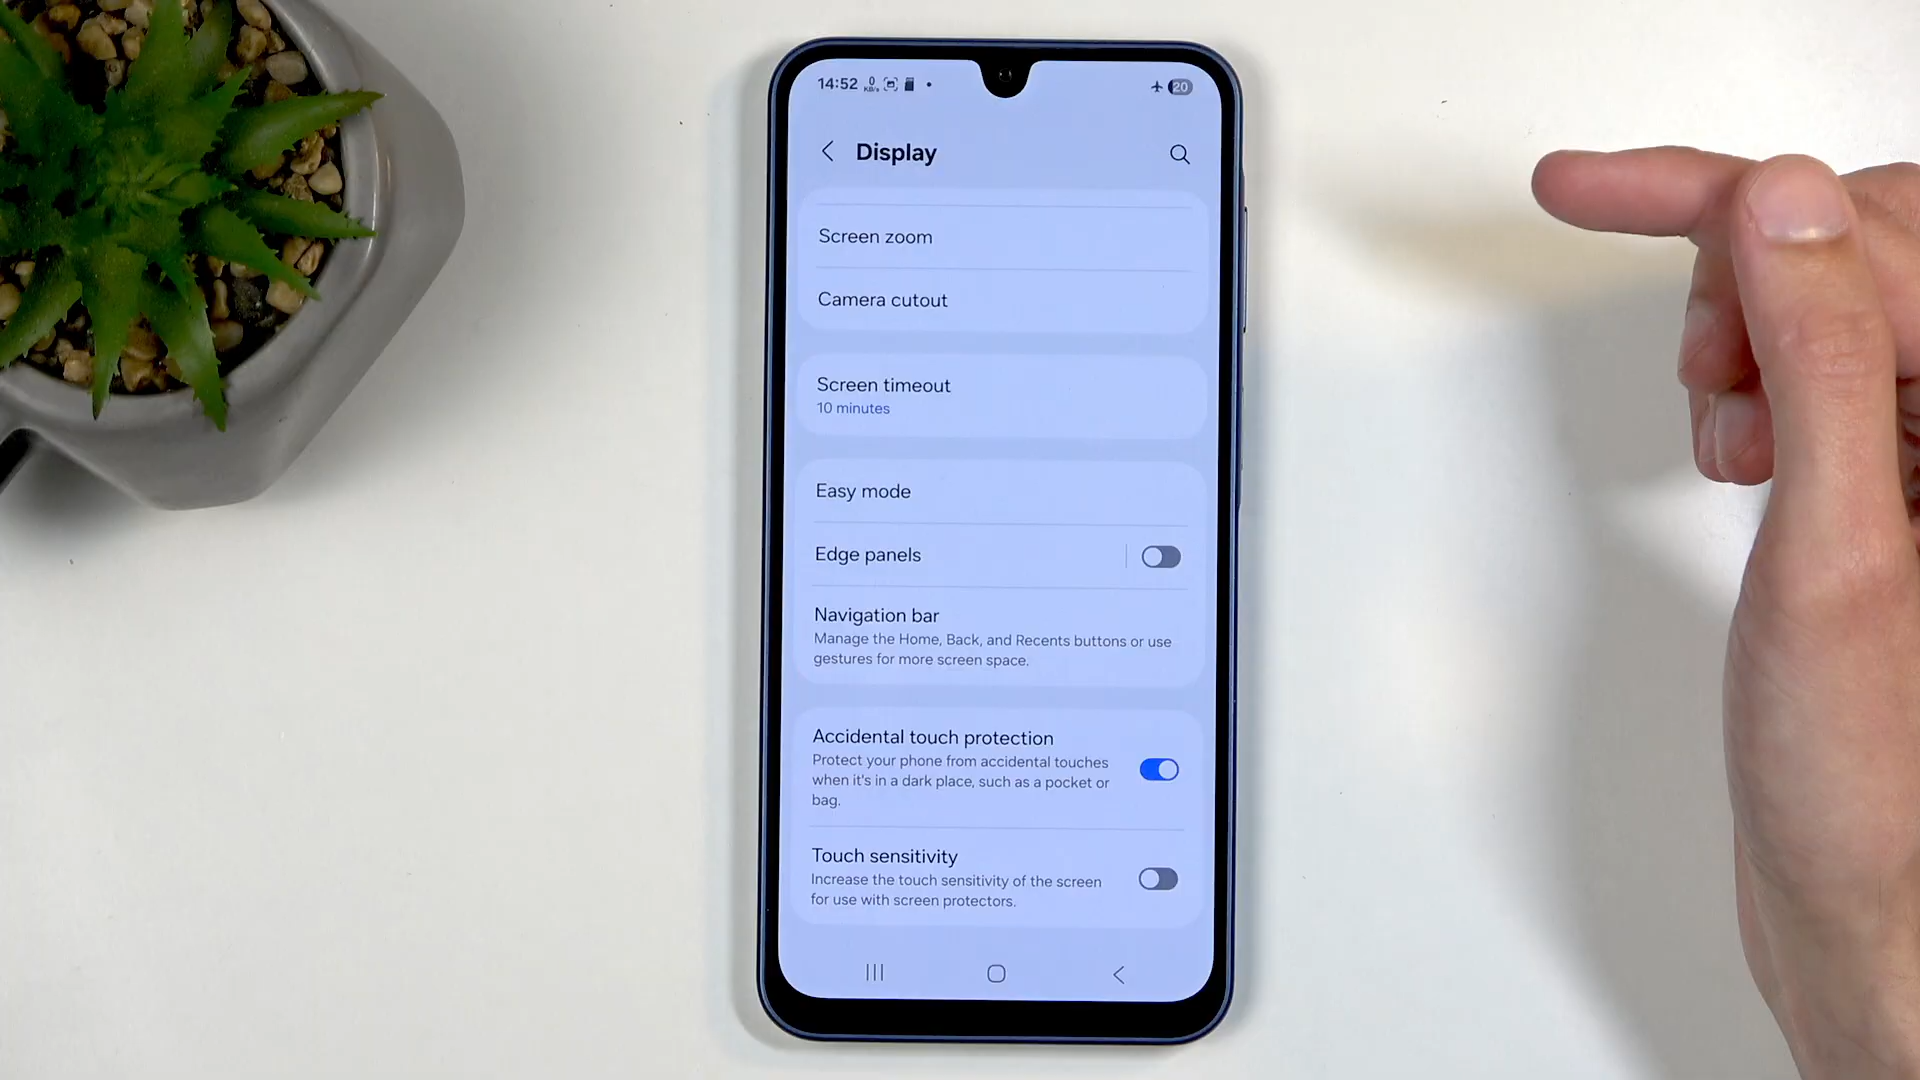 14:52 0 KB/s 20
Display
Screen zoom
Camera cutout
Screen timeout
10 minutes
Easy mode
Edge panels
Navigation bar
Manage the Home, Back, and Recents buttons or use
gestures for more screen space.
Accidental touch protection
Protect your phone from accidental touches
when it's in a dark place, such as a pocket or
bag.
Touch sensitivity
Increase the touch sensitivity of the screen
for use with screen protectors.